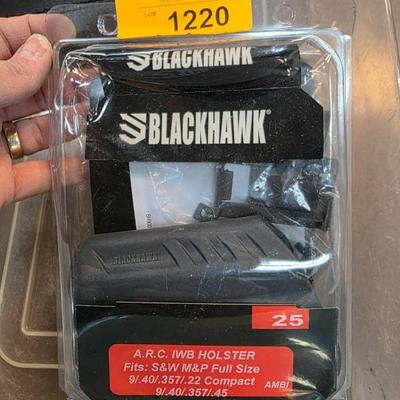 LOT#
1220
BLACKHAWK®
BLACKHAWK®
BLACKHAWK
25
A.R.C. IWB HOLSTER
Fits: S&W M&P Full Size
9/.40/.357/.22 Compact
9/.40/.357/.45
AMBI